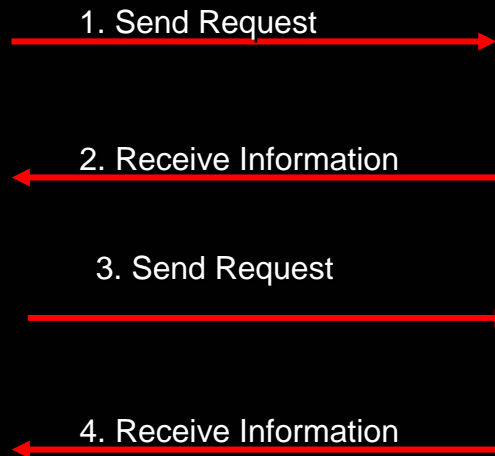 1. Send Request
2. Receive Information
3. Send Request
4. Receive Information